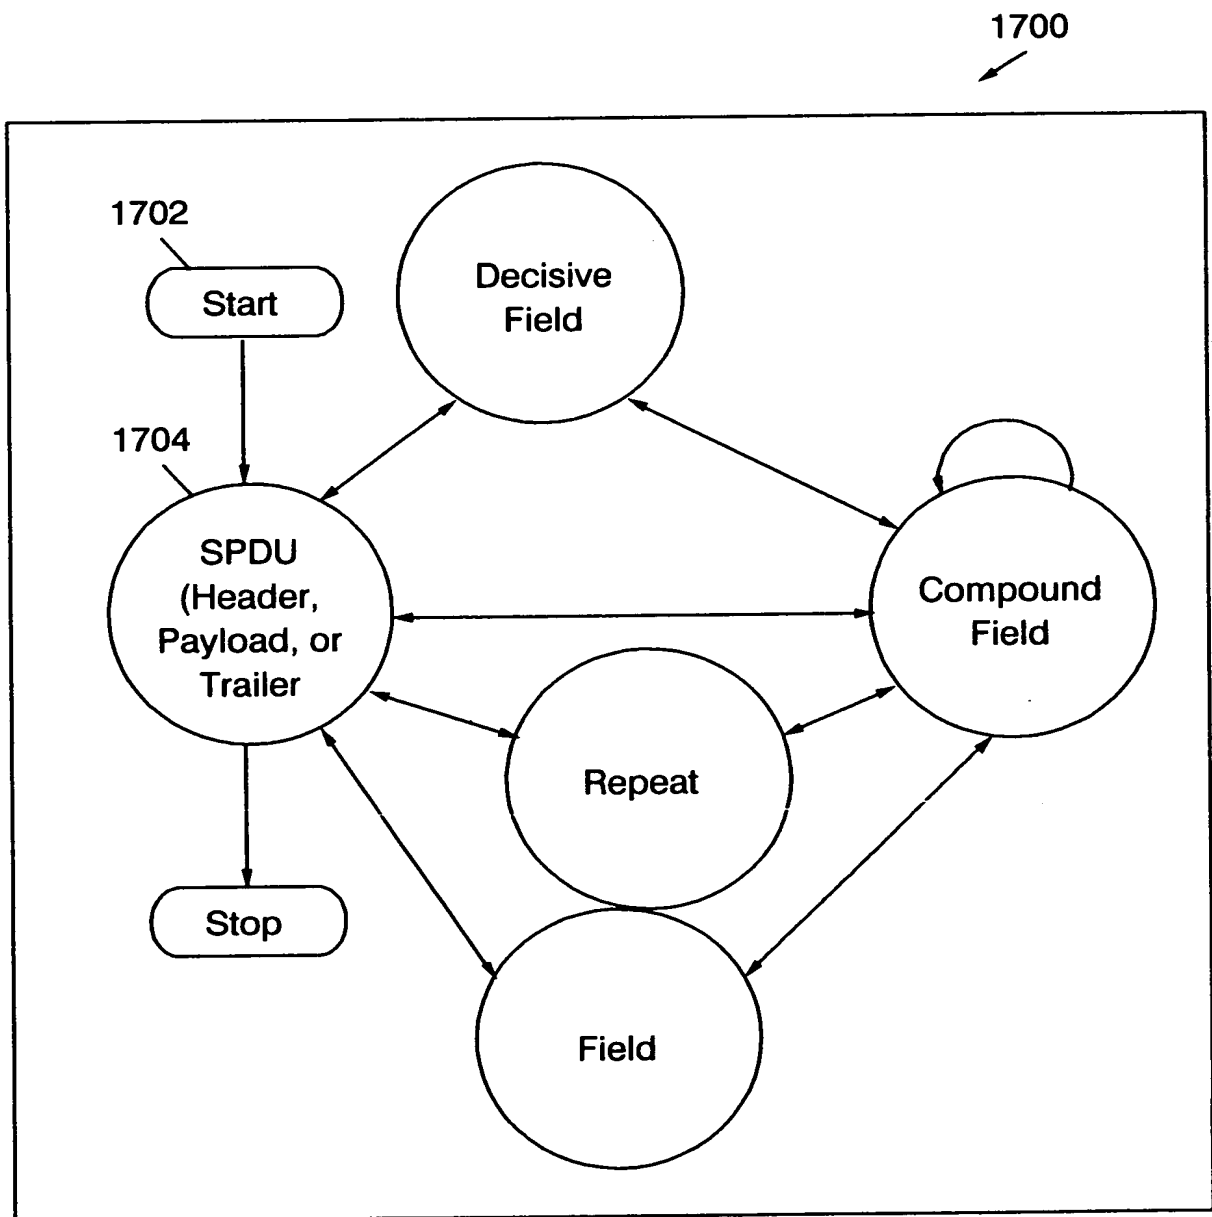 1700
1702
Start
Decisive
Field
1704
SPDU
(Header,
Payload, or
Trailer
Compound
Field
Repeat
Stop
Field